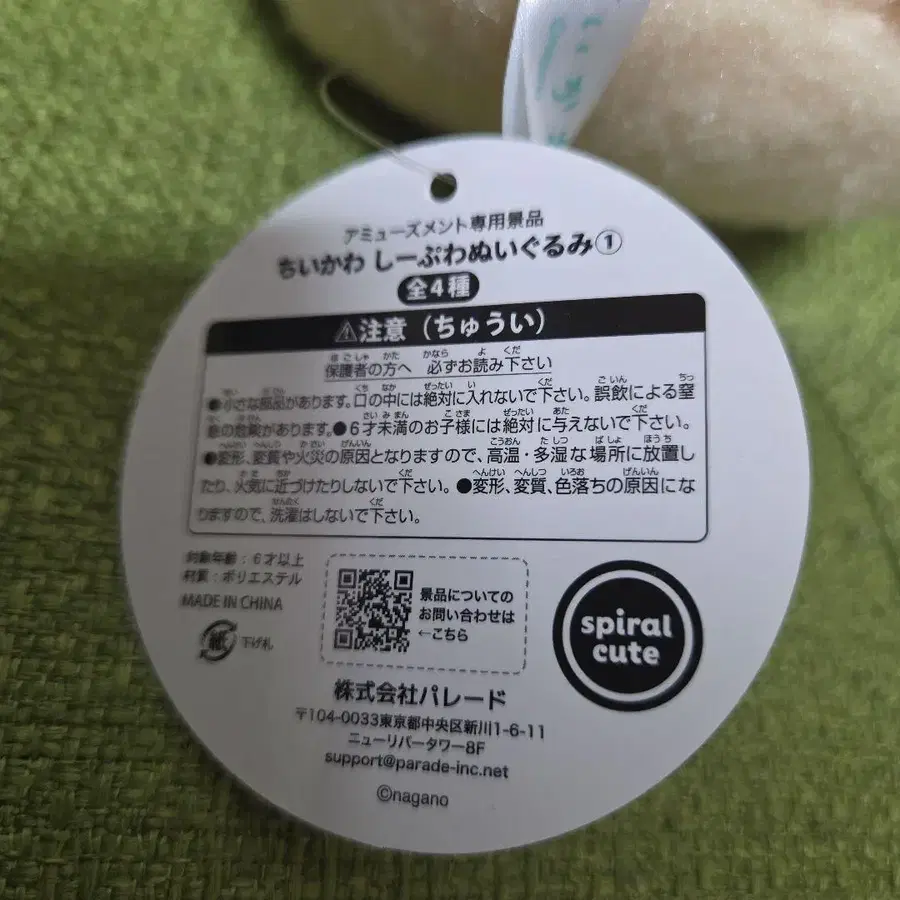 アミューズメント専用景品
ちいかわ しーぷわぬいぐるみ①
全4種
⚠注意（ちゅうい）
保護者の方へ 必ずお読み下さい
●小さな部品があります。口の中には絶対に入れないで下さい。誤飲による窒
息の危険があります。●6才未満のお子様には絶対に与えないで下さい。
●変形、変質や火災の原因となりますので、高温・多湿な場所に放置し
たり、火気に近づけたりしないで下さい。●変形、変質、色落ちの原因にな
りますので、洗濯はしないで下さい。
対象年齢：6才以上
材質：ポリエステル
MADE IN CHINA
紙 下げ札
景品についての
お問い合わせは
←こちら
spiral
cute
株式会社パレード
〒104-0033東京都中央区新川1-6-11
ニューリバータワー8F
support@parade-inc.net
©nagano